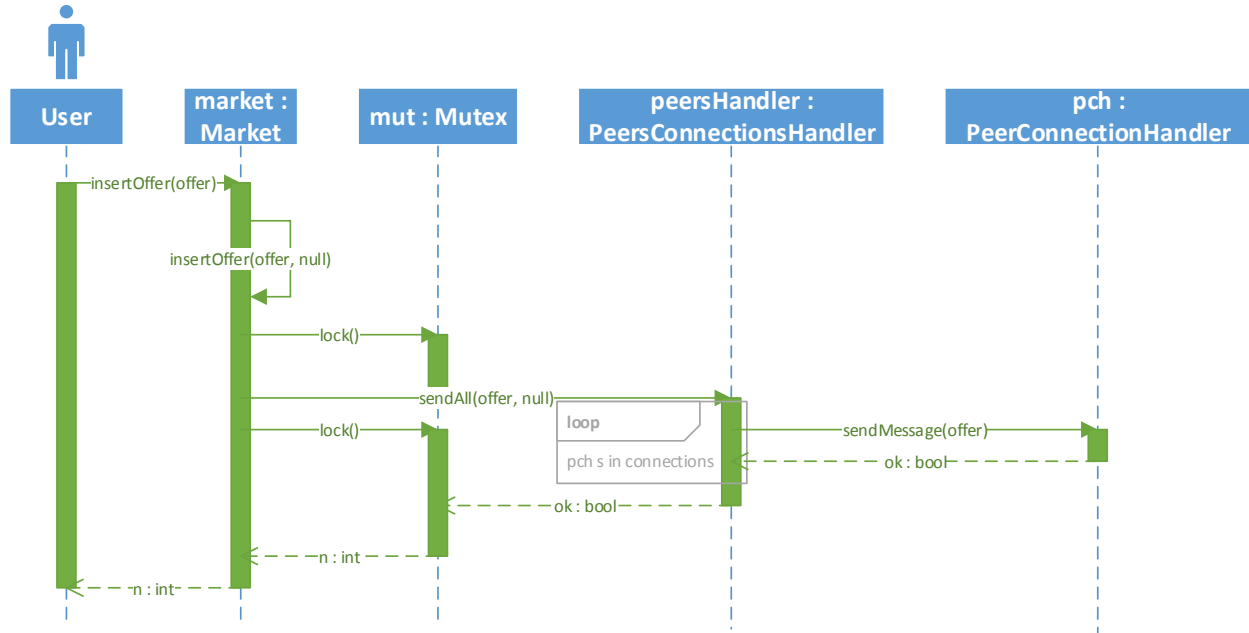 User
market :
Market
mut : Mutex
peersHandler :
PeersConnectionsHandler
pch :
PeerConnectionHandler
insertOffer(offer)
insertOffer(offer, null)
lock()
sendAll(offer, null)
loop
lock()
sendMessage(offer)
pch s in connections
ok : bool
ok : bool
n : int
n : int